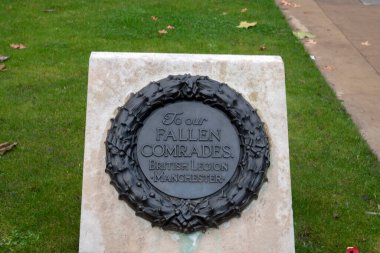 To our
FALLEN
COMRADES.
BRITISH LEGION
·MANCHESTER·